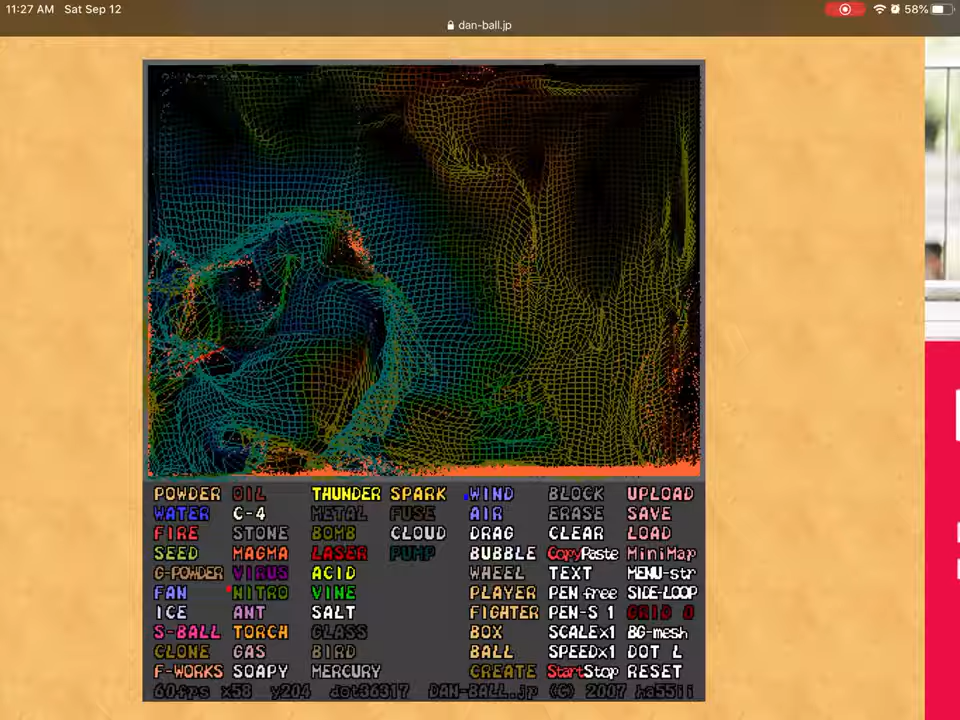 11:27 AM Sat Sep 12 58%
dan-ball.jp
POWDER OIL THUNDER SPARK WIND BLOCK UPLOAD
WATER C-4 METAL FUSE AIR ERASE SAVE
FIRE STONE BOMB CLOUD DRAG CLEAR LOAD
SEED MAGMA LASER PUMP BUBBLE CopyPaste MiniMap
G-POWDER VIRUS ACID WHEEL TEXT MENU-str
FAN NITRO VINE PLAYER PEN free SIDE-LOOP
ICE ANT SALT FIGHTER PEN-S 1 GRID 0
S-BALL TORCH GLASS BOX SCALEx1 BG-mesh
CLONE GAS BIRD BALL SPEEDx1 DOT L
F-WORKS SOAPY MERCURY CREATE StartStop RESET
60fps x58 y204 dot36317 DAN-BALL.jp (C) 2007 ha55ii